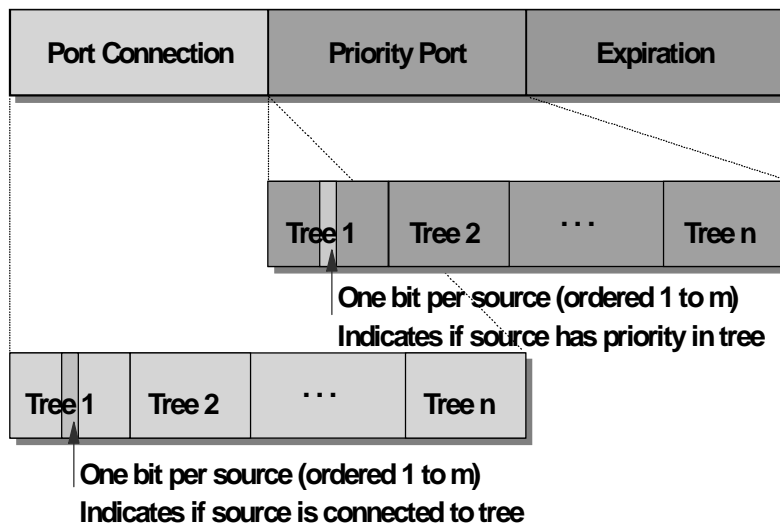 Port Connection Priority Port Expiration
Tree 1 Tree 2 ... Tree n
One bit per source (ordered 1 to m)
Indicates if source has priority in tree
Tree 1 Tree 2 ... Tree n
One bit per source (ordered 1 to m)
Indicates if source is connected to tree